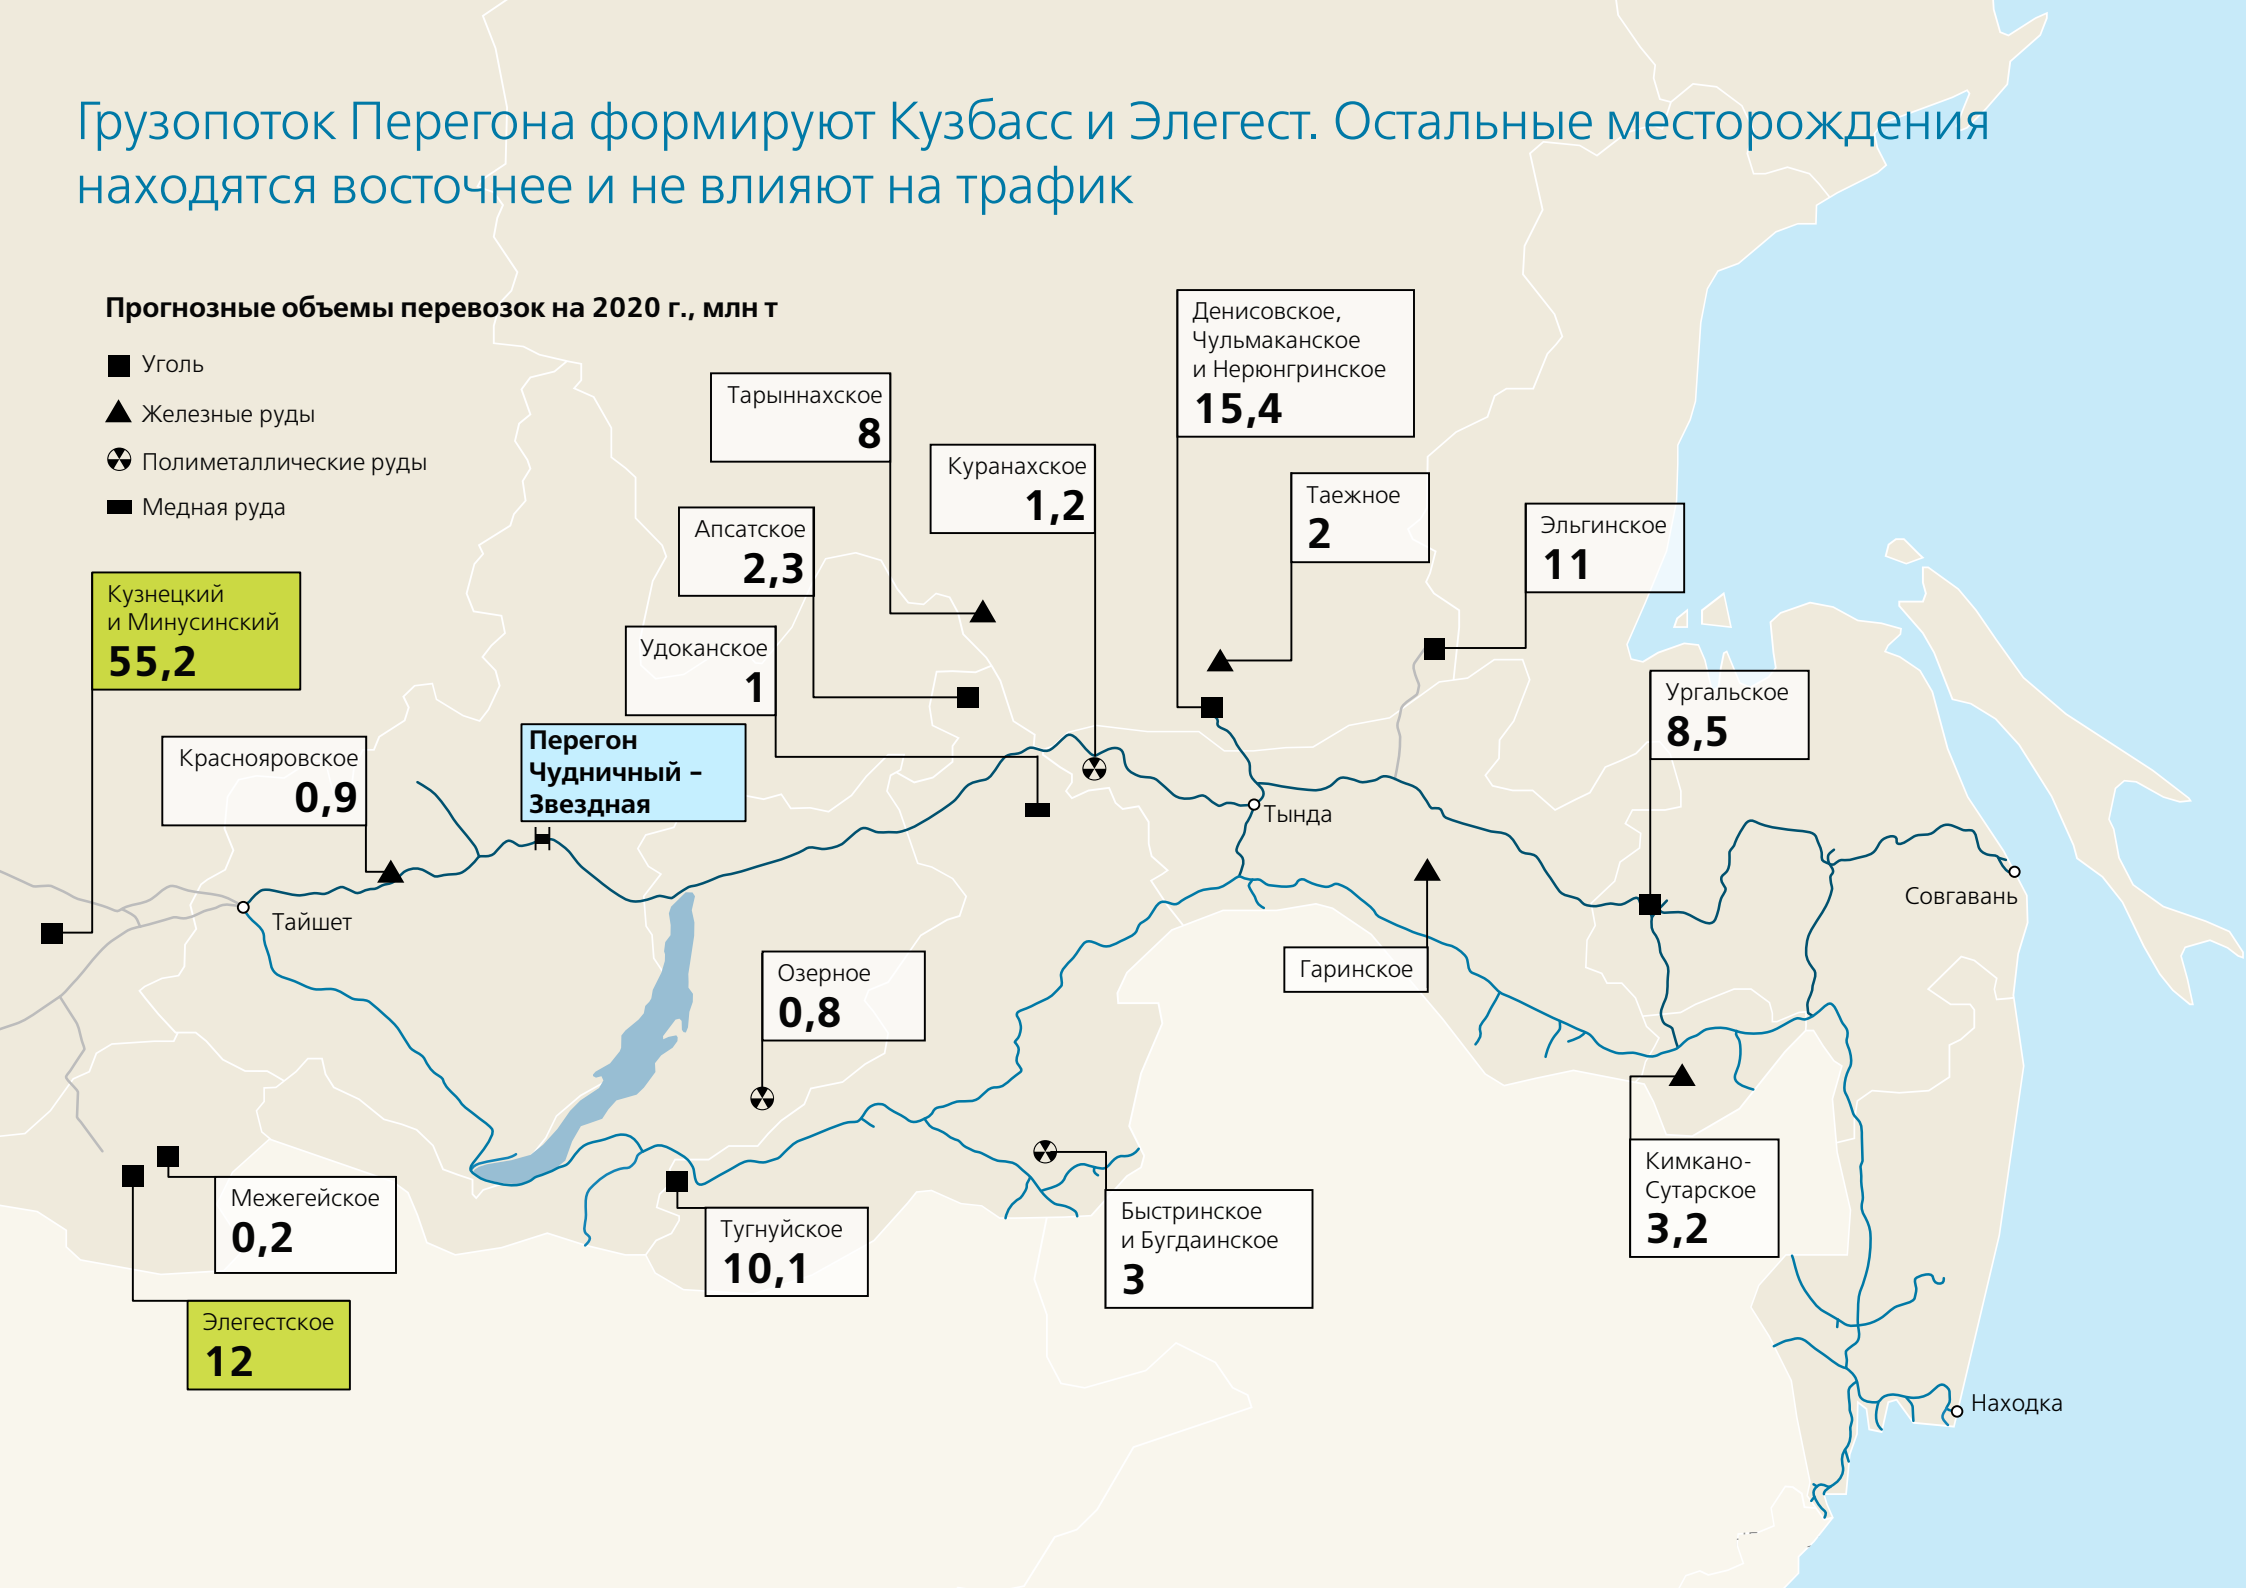 Грузопоток Перегона формируют Кузбасс и Элегест. Остальные месторождения
находятся восточнее и не влияют на трафик
Прогнозные объемы перевозок на 2020 г., млн т
Уголь
Железные руды
Полиметаллические руды
Медная руда
Денисовское,
Чульмаканское
и Нерюнгринское
15,4
Тарыннахское
8
Куранахское
1,2
Таежное
2
Апсатское
2,3
Эльгинское
11
Кузнецкий
и Минусинский
55,2
Удоканское
1
Ургальское
8,5
Краснояровское
0,9
Перегон
Чудничный –
Звездная
Тында
Тайшет
Совгавань
Озерное
0,8
Гаринское
Межегейское
0,2
Тугнуйское
10,1
Быстринское
и Бугдаинское
3
Кимкано-
Сутарское
3,2
Элегестское
12
Находка